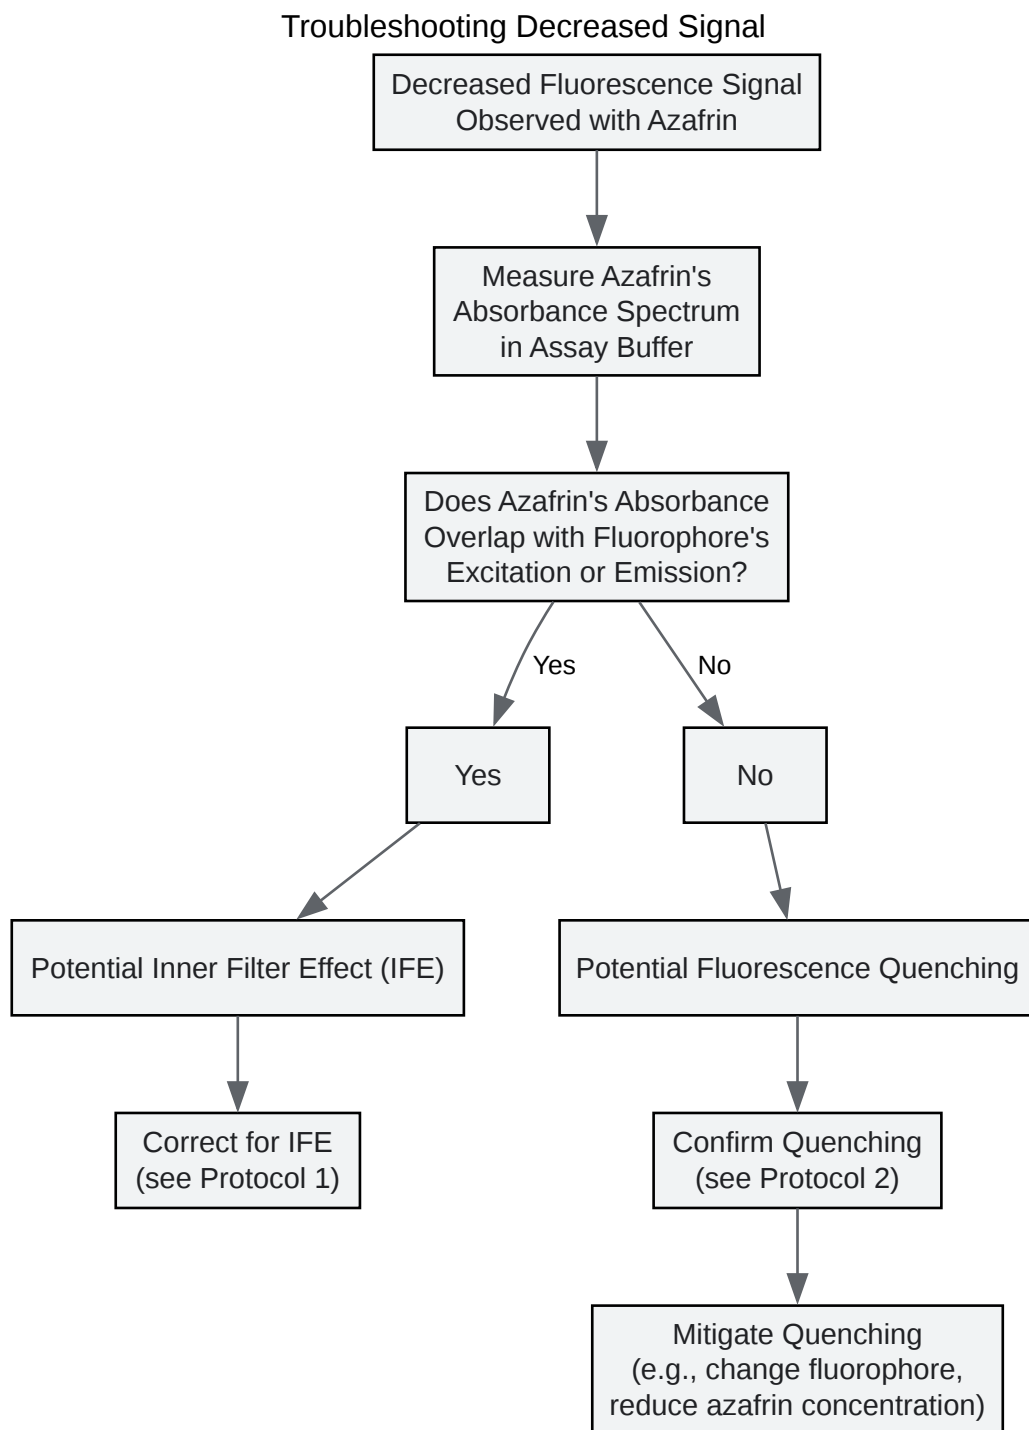 Troubleshooting Decreased Signal
Decreased Fluorescence Signal
Observed with Azafrin
Measure Azafrin's
Absorbance Spectrum
in Assay Buffer
Does Azafrin's Absorbance
Overlap with Fluorophore's
Excitation or Emission?
Yes
No
Yes
No
Potential Inner Filter Effect (IFE)
Potential Fluorescence Quenching
Correct for IFE
(see Protocol 1)
Confirm Quenching
(see Protocol 2)
Mitigate Quenching
(e.g., change fluorophore,
reduce azafrin concentration)